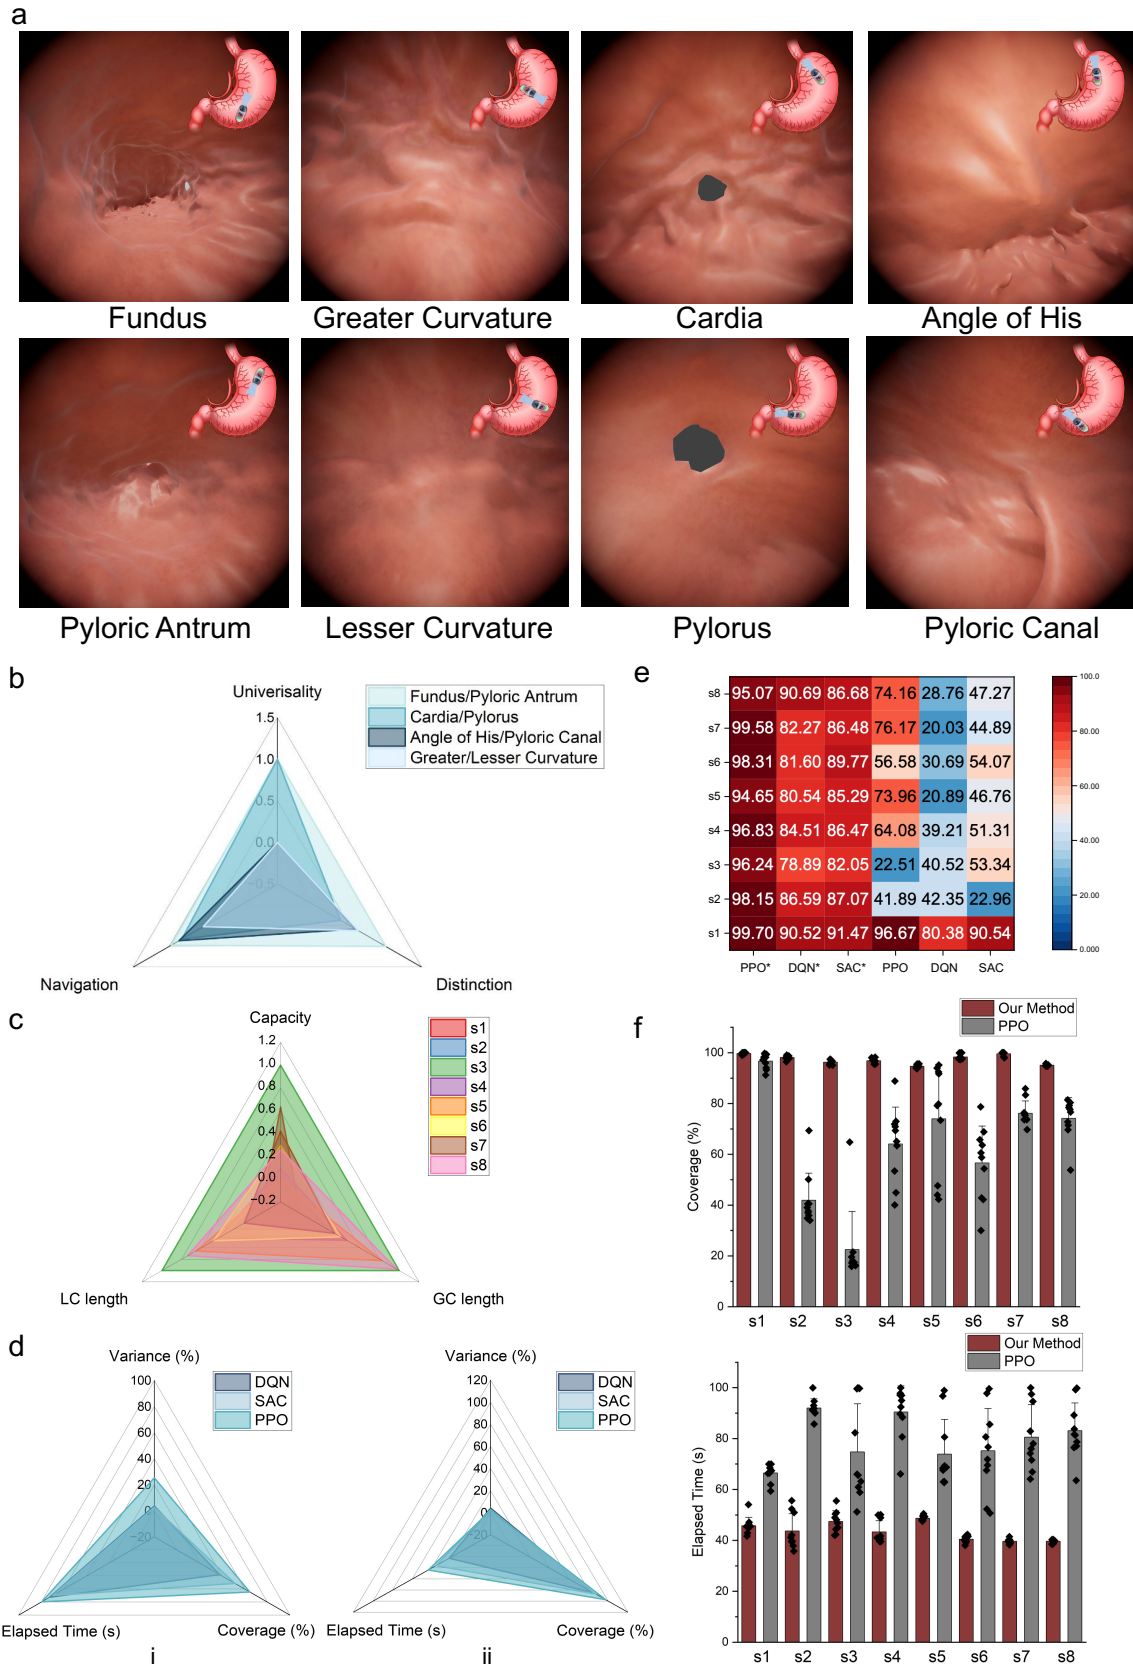 a
Fundus
Greater Curvature
Cardia
Angle of His
Pyloric Antrum
Lesser Curvature
Pylorus
Pyloric Canal
b
Univerisality
Fundus/Pyloric Antrum
Cardia/Pylorus
Angle of His/Pyloric Canal
Greater/Lesser Curvature
1.5
1.0
0.5
0.0
−0.5
Navigation
Distinction
c
Capacity
s1
s2
s3
s4
s5
s6
s7
s8
1.2
1.0
0.8
0.6
0.4
0.2
0.0
−0.2
LC length
GC length
d
Variance (%)
DQN
SAC
PPO
100
80
60
40
20
0
−20
Elapsed Time (s)
Coverage (%)
i
Variance (%)
DQN
SAC
PPO
120
100
80
60
40
20
0
−20
Elapsed Time (s)
Coverage (%)
ii
e
s8 95.07 90.69 86.68 74.16 28.76 47.27
s7 99.58 82.27 86.48 76.17 20.03 44.89
s6 98.31 81.60 89.77 56.58 30.69 54.07
s5 94.65 80.54 85.29 73.96 20.89 46.76
s4 96.83 84.51 86.47 64.08 39.21 51.31
s3 96.24 78.89 82.05 22.51 40.52 53.34
s2 98.15 86.59 87.07 41.89 42.35 22.96
s1 99.70 90.52 91.47 96.67 80.38 90.54
PPO* DQN* SAC* PPO DQN SAC
100.0
80.00
60.00
40.00
20.00
0.000
f
Our Method
PPO
Coverage (%)
100
80
60
40
20
0
s1 s2 s3 s4 s5 s6 s7 s8
Our Method
PPO
Elapsed Time (s)
100
80
60
40
20
0
s1 s2 s3 s4 s5 s6 s7 s8